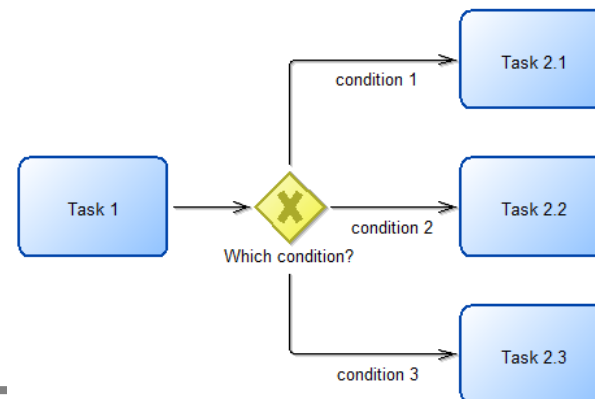 Task 2.1
condition 1
Task 1
Task 2.2
condition 2
Which condition?
Task 2.3
condition 3